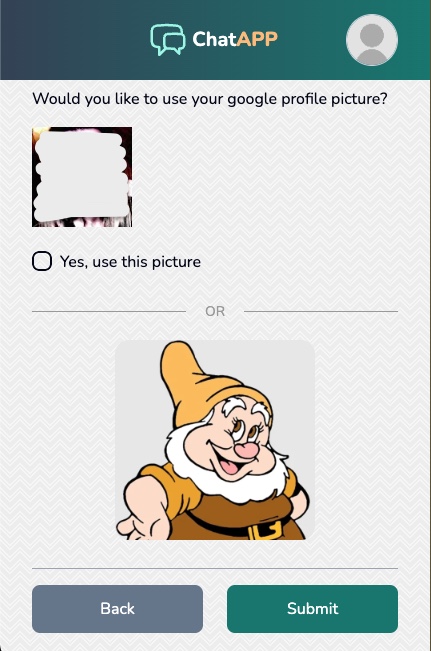 ChatAPP
Would you like to use your google profile picture?
Yes, use this picture
OR
Back
Submit